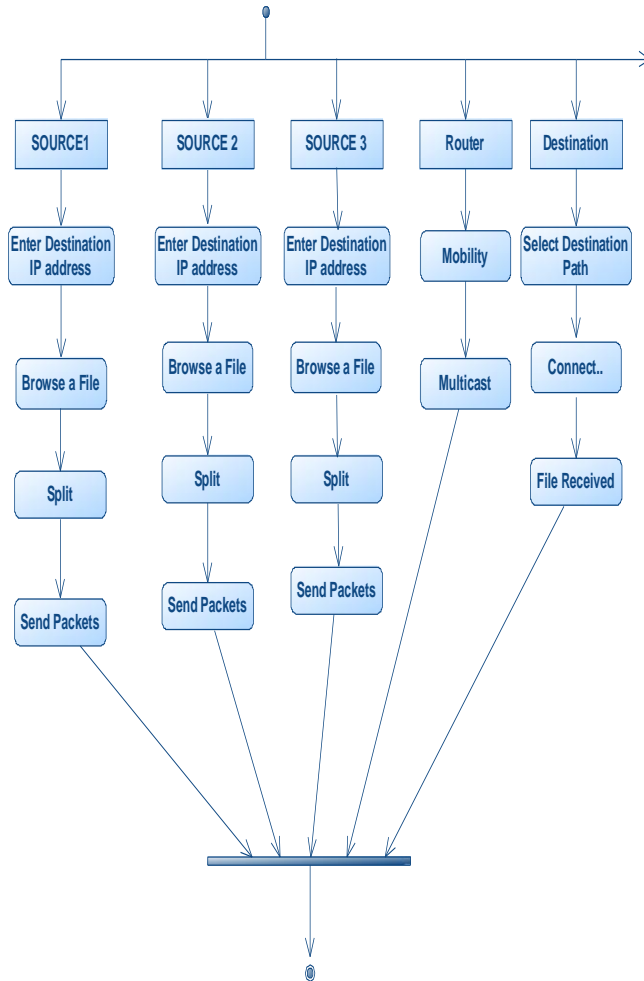 SOURCE1
SOURCE 2
SOURCE 3
Router
Destination
Enter Destination
IP address
Enter Destination
IP address
Enter Destination
IP address
Mobility
Select Destination
Path
Browse a File
Browse a File
Browse a File
Multicast
Connect..
Split
Split
Split
File Received
Send Packets
Send Packets
Send Packets